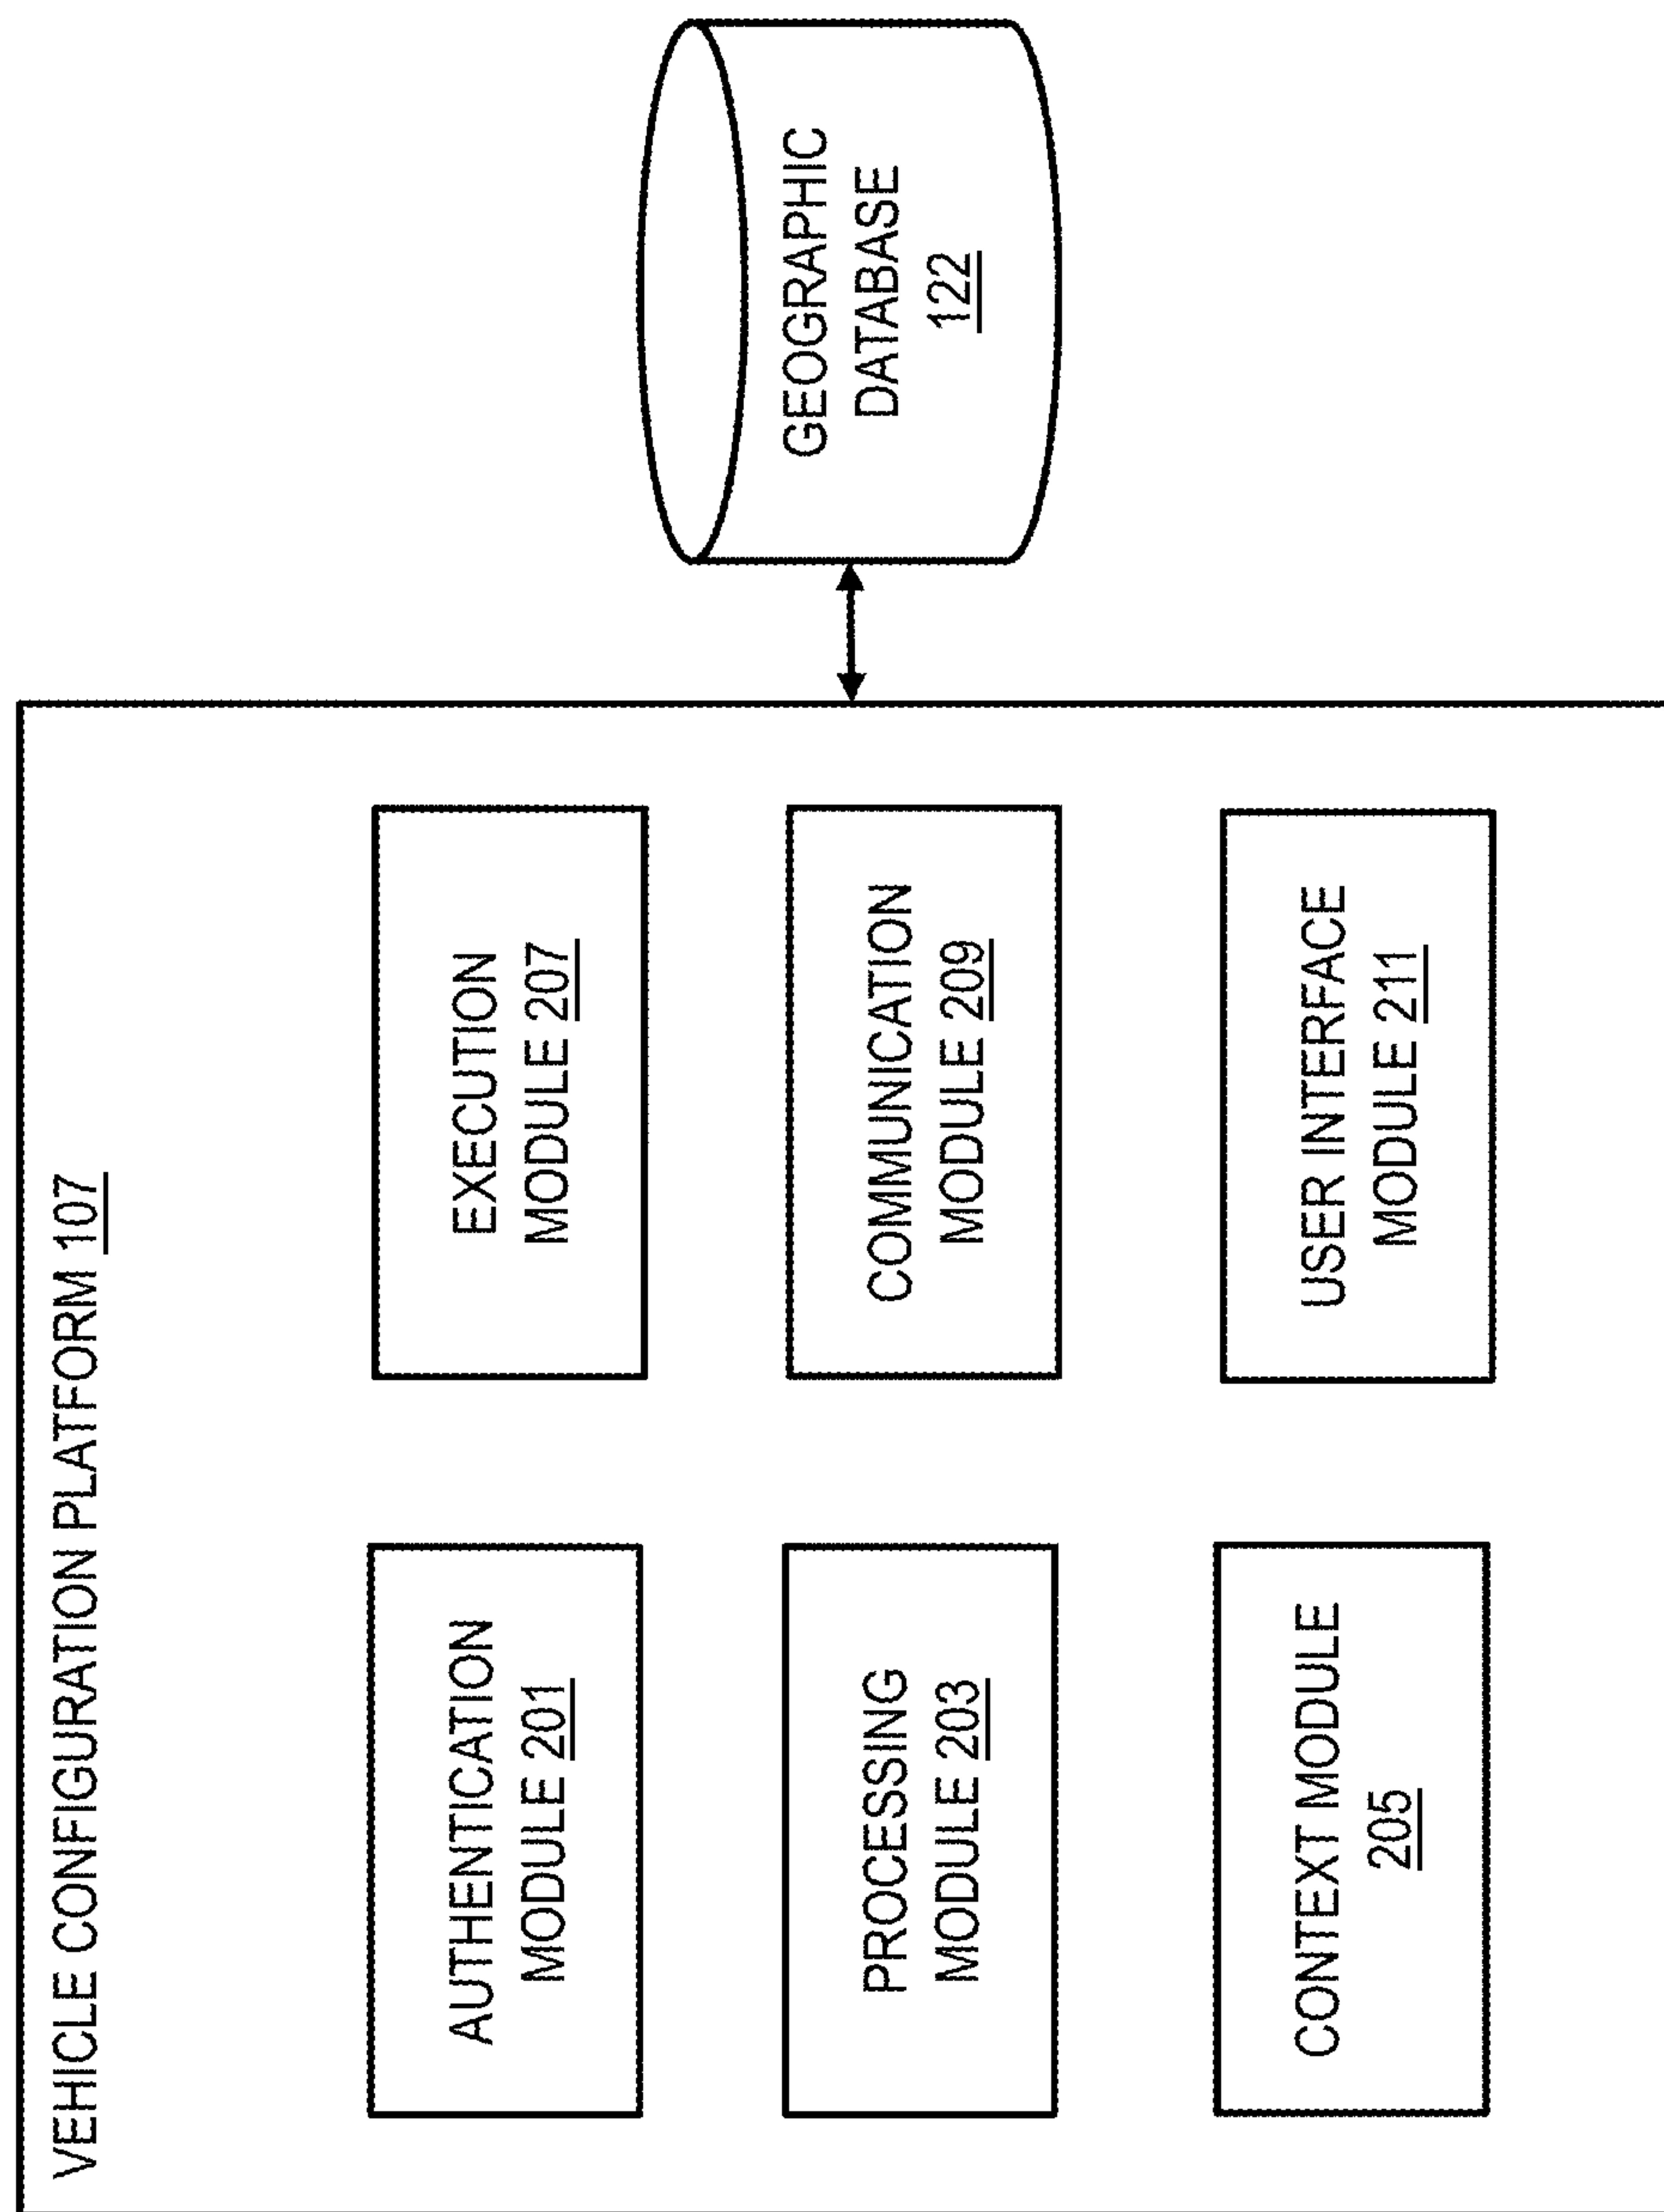 VEHICLE CONFIGURATION PLATFORM 107
AUTHENTICATION
MODULE 201
EXECUTION
MODULE 207
PROCESSING
MODULE 203
COMMUNICATION
MODULE 209
CONTEXT MODULE
205
USER INTERFACE
MODULE 211
GEOGRAPHIC
DATABASE
122